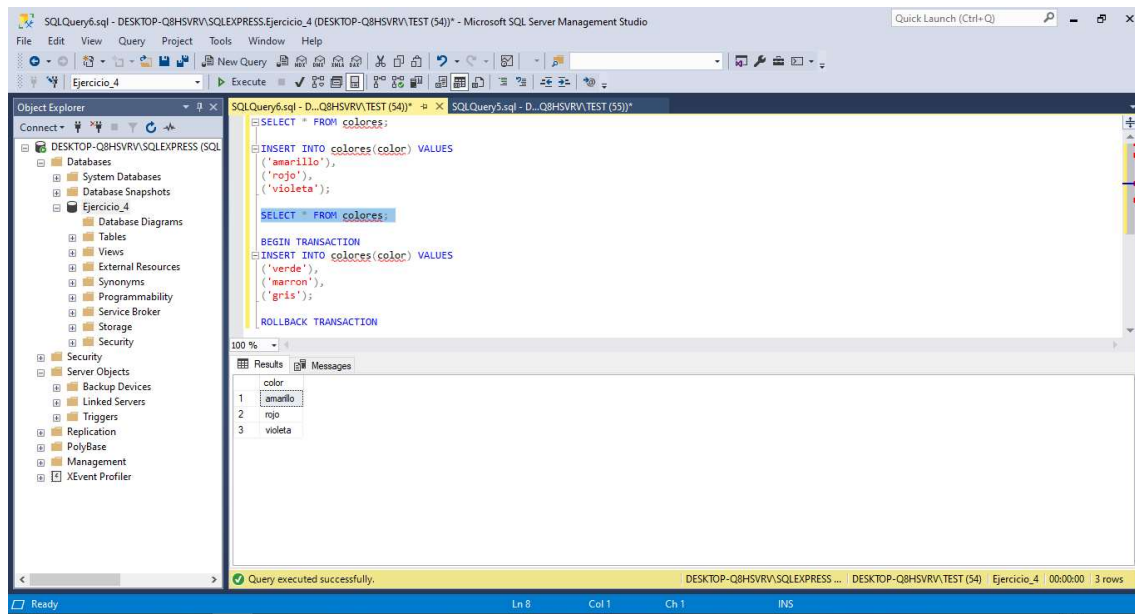 SQLQuery6.sql - DESKTOP-Q8HSVRV\SQLEXPRESS.Ejercicio_4 (DESKTOP-Q8HSVRV\TEST (54))* - Microsoft SQL Server Management Studio
Quick Launch (Ctrl+Q)
File Edit View Query Project Tools Window Help
New Query
Ejercicio_4
Execute
Object Explorer
Connect
DESKTOP-Q8HSVRV\SQLEXPRESS (SQL
Databases
System Databases
Database Snapshots
Ejercicio_4
Database Diagrams
Tables
Views
External Resources
Synonyms
Programmability
Service Broker
Storage
Security
Security
Server Objects
Backup Devices
Linked Servers
Triggers
Replication
PolyBase
Management
XEvent Profiler
SQLQuery6.sql - D...Q8HSVRV\TEST (54))* SQLQuery5.sql - D...Q8HSVRV\TEST (55))*
SELECT * FROM colores;
INSERT INTO colores(color) VALUES
('amarillo'),
('rojo'),
('violeta');
SELECT * FROM colores;
BEGIN TRANSACTION
INSERT INTO colores(color) VALUES
('verde'),
('marron'),
('gris');
ROLLBACK TRANSACTION
100 %
Results Messages
color
1 amarillo
2 rojo
3 violeta
Query executed successfully.
DESKTOP-Q8HSVRV\SQLEXPRESS ... DESKTOP-Q8HSVRV\TEST (54) Ejercicio_4 00:00:00 3 rows
Ready Ln 8 Col 1 Ch 1 INS